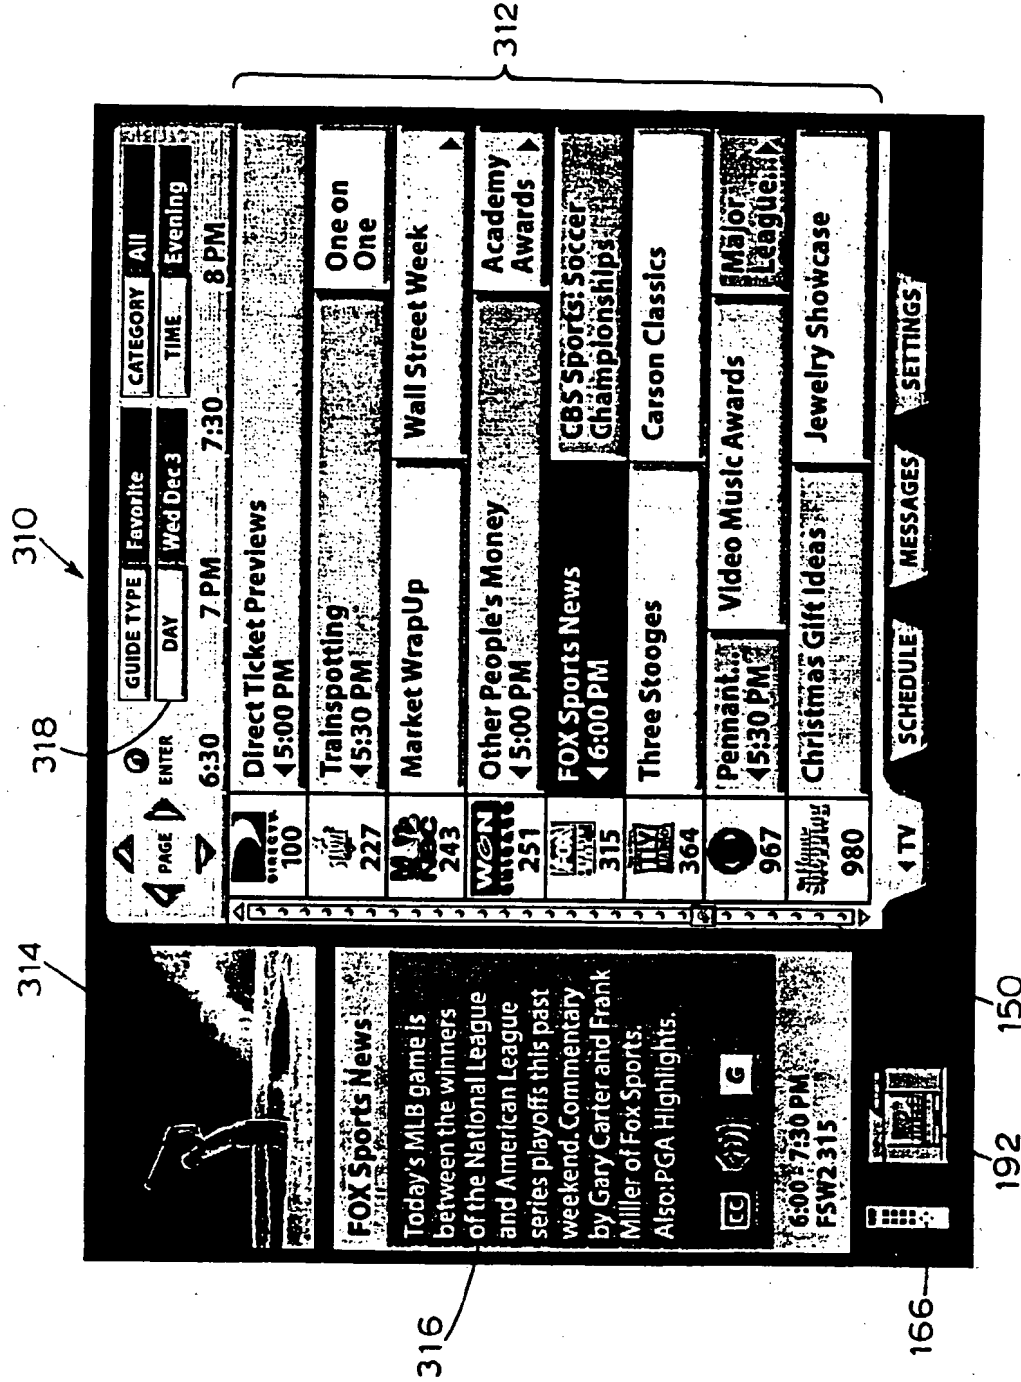 310
314
318
312
316
166
192
150
PAGE
ENTER
GUIDE TYPE
Favorite
CATEGORY
All
DAY
Wed Dec 3
TIME
Evening
6:30
7 PM
7:30
8 PM
DIRECTV
100
Direct Ticket Previews
◀5:00 PM
227
Trainspotting
◀5:30 PM
One on
One
243
Market WrapUp
Wall Street Week
WGN
251
Other People's Money
◀5:00 PM
Academy
Awards
FOX
315
FOX Sports News
◀6:00 PM
CBS Sports: Soccer
Championships
364
Three Stooges
Carson Classics
967
Pennant...
◀5:30 PM
Video Music Awards
Major
League...
980
Christmas Gift Ideas
Jewelry Showcase
◀TV
SCHEDULE
MESSAGES
SETTINGS
FOX Sports News
Today's MLB game is
between the winners
of the National League
and American League
series playoffs this past
weekend. Commentary
by Gary Carter and Frank
Miller of Fox Sports.
Also: PGA Highlights.
CC
G
6:00 - 7:30 PM
FSW2 315